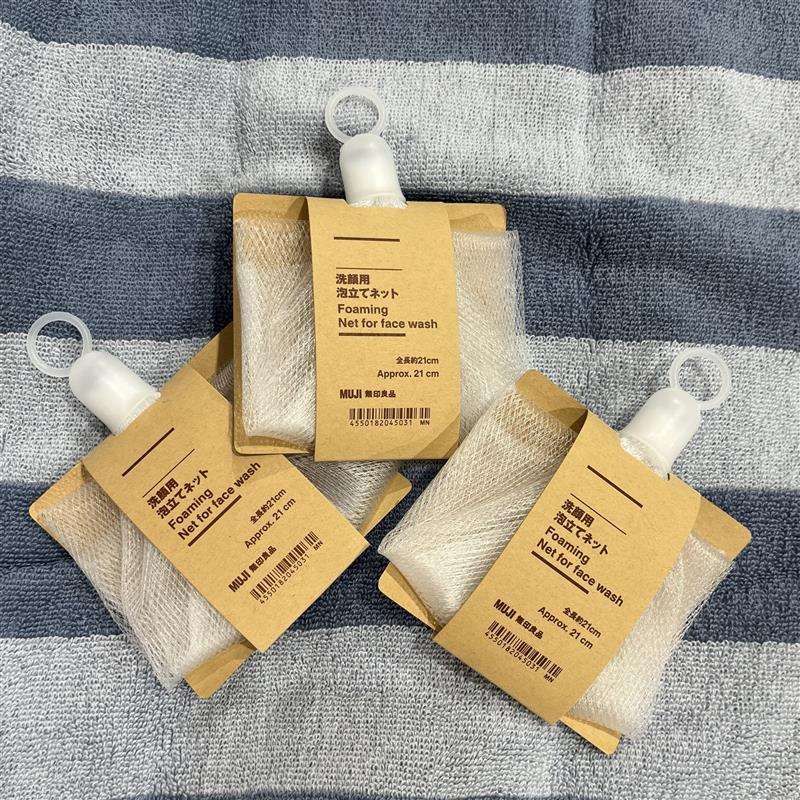 洗顔用
泡立てネット
Foaming
Net for face wash
全長約21cm
Approx. 21 cm
MUJI 無印良品
4550182045031 MN
洗顔用
泡立てネット
Foaming
Net for face wash
全長約21cm
Approx. 21 cm
MUJI 無印良品
4550182045031 MN
洗顔用
泡立てネット
Foaming
Net for face wash
全長約21cm
Approx. 21 cm
MUJI 無印良品
4550182045031 MN